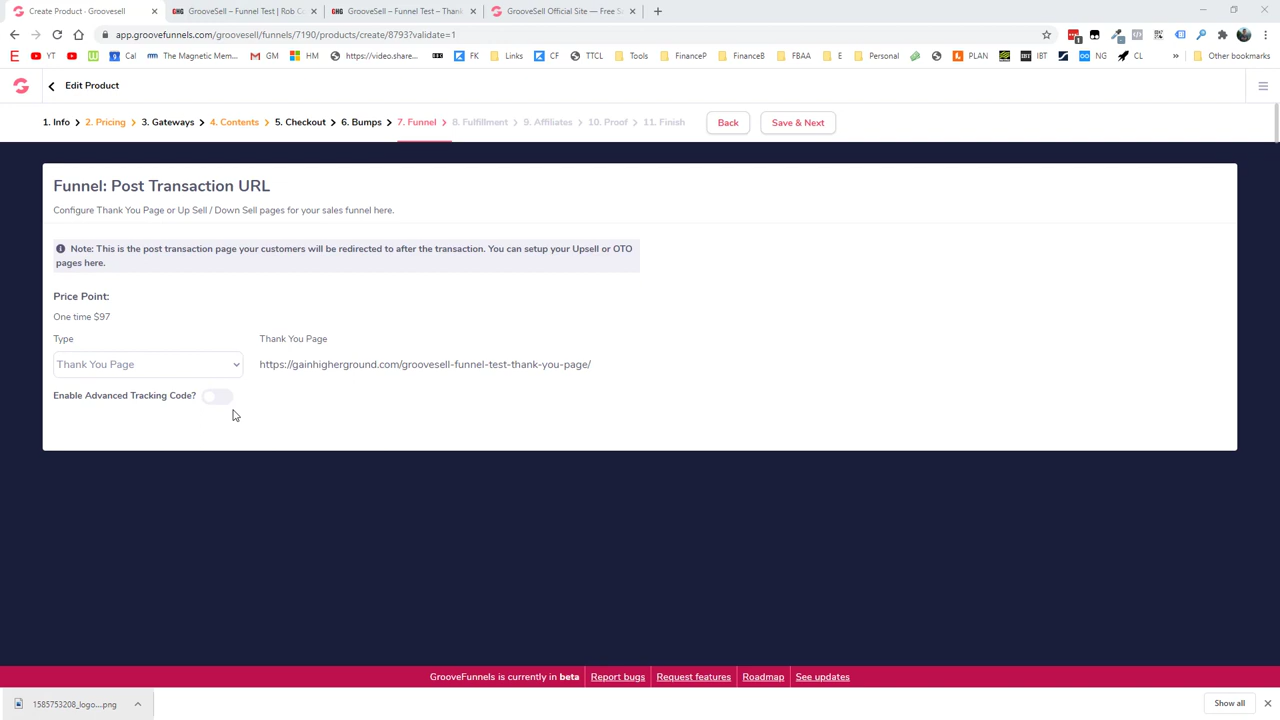 Create Product - Groovesell
GrooveSell – Funnel Test | Rob Co
GrooveSell – Funnel Test – Thank
GrooveSell Official Site — Free Se
app.groovefunnels.com/groovesell/funnels/7190/products/create/8793?validate=1
E YT W Cal The Magnetic Mem... GM HM https://video.share... FK Links CF TTCL Tools FinanceP FinanceB FBAA E Personal PLAN IBT NG CL » Other bookmarks
Edit Product
1. Info 2. Pricing 3. Gateways 4. Contents 5. Checkout 6. Bumps 7. Funnel 8. Fulfillment 9. Affiliates 10. Proof 11. Finish Back Save & Next
Funnel: Post Transaction URL
Configure Thank You Page or Up Sell / Down Sell pages for your sales funnel here.
Note: This is the post transaction page your customers will be redirected to after the transaction. You can setup your Upsell or OTO
pages here.
Price Point:
One time $97
Type Thank You Page
Thank You Page https://gainhigherground.com/groovesell-funnel-test-thank-you-page/
Enable Advanced Tracking Code?
GrooveFunnels is currently in beta Report bugs Request features Roadmap See updates
1585753208_logo....png Show all